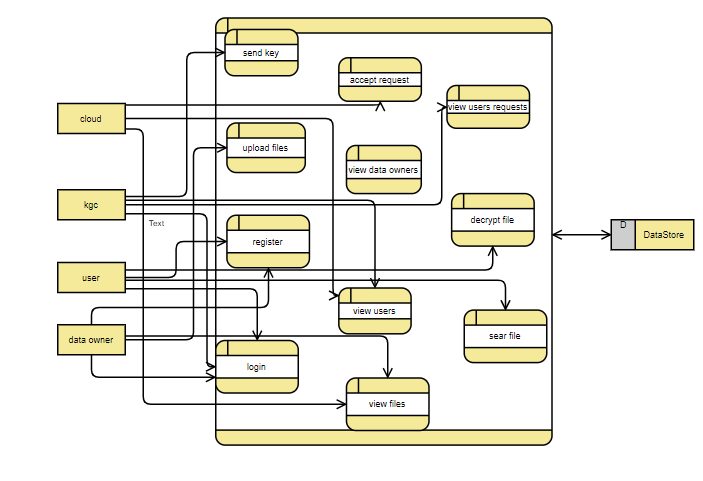 send key
accept request
view users requests
cloud
upload files
view data owners
kgc
decrypt file
Text
D
DataStore
register
user
view users
sear file
data owner
login
view files